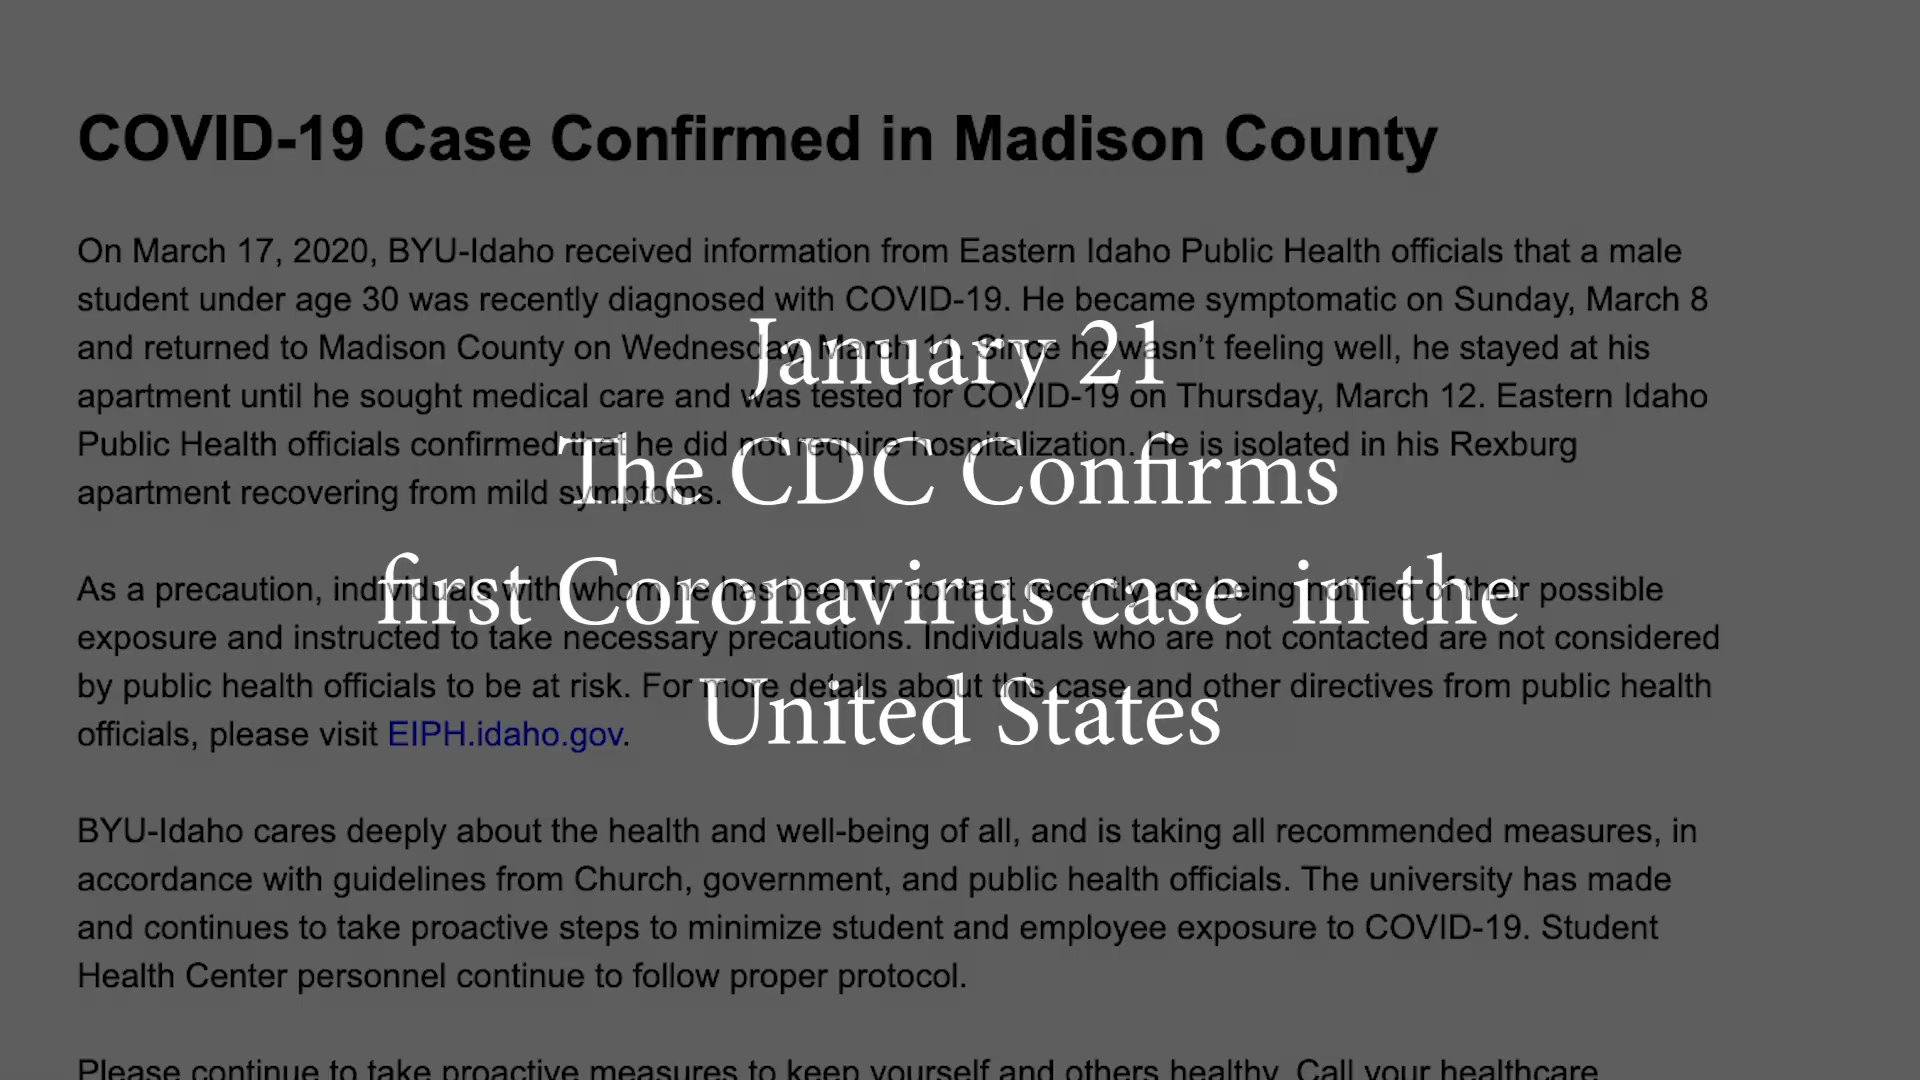 COVID-19 Case Confirmed in Madison County
On March 17, 2020, BYU-Idaho received information from Eastern Idaho Public Health officials that a male
student under age 30 was recently diagnosed with COVID-19. He became symptomatic on Sunday, March 8
and returned to Madison County on Wednesday, March 11. Since he wasn’t feeling well, he stayed at his
apartment until he sought medical care and was tested for COVID-19 on Thursday, March 12. Eastern Idaho
Public Health officials confirmed that he did not require hospitalization. He is isolated in his Rexburg
apartment recovering from mild symptoms.
January 21
The CDC Confirms
first Coronavirus case  in the
United States
As a precaution, individuals with whom he has been in contact recently are being notified of their possible
exposure and instructed to take necessary precautions. Individuals who are not contacted are not considered
by public health officials to be at risk. For more details about this case and other directives from public health
officials, please visit EIPH.idaho.gov.
BYU-Idaho cares deeply about the health and well-being of all, and is taking all recommended measures, in
accordance with guidelines from Church, government, and public health officials. The university has made
and continues to take proactive steps to minimize student and employee exposure to COVID-19. Student
Health Center personnel continue to follow proper protocol.
Please continue to take proactive measures to keep yourself and others healthy. Call your healthcare